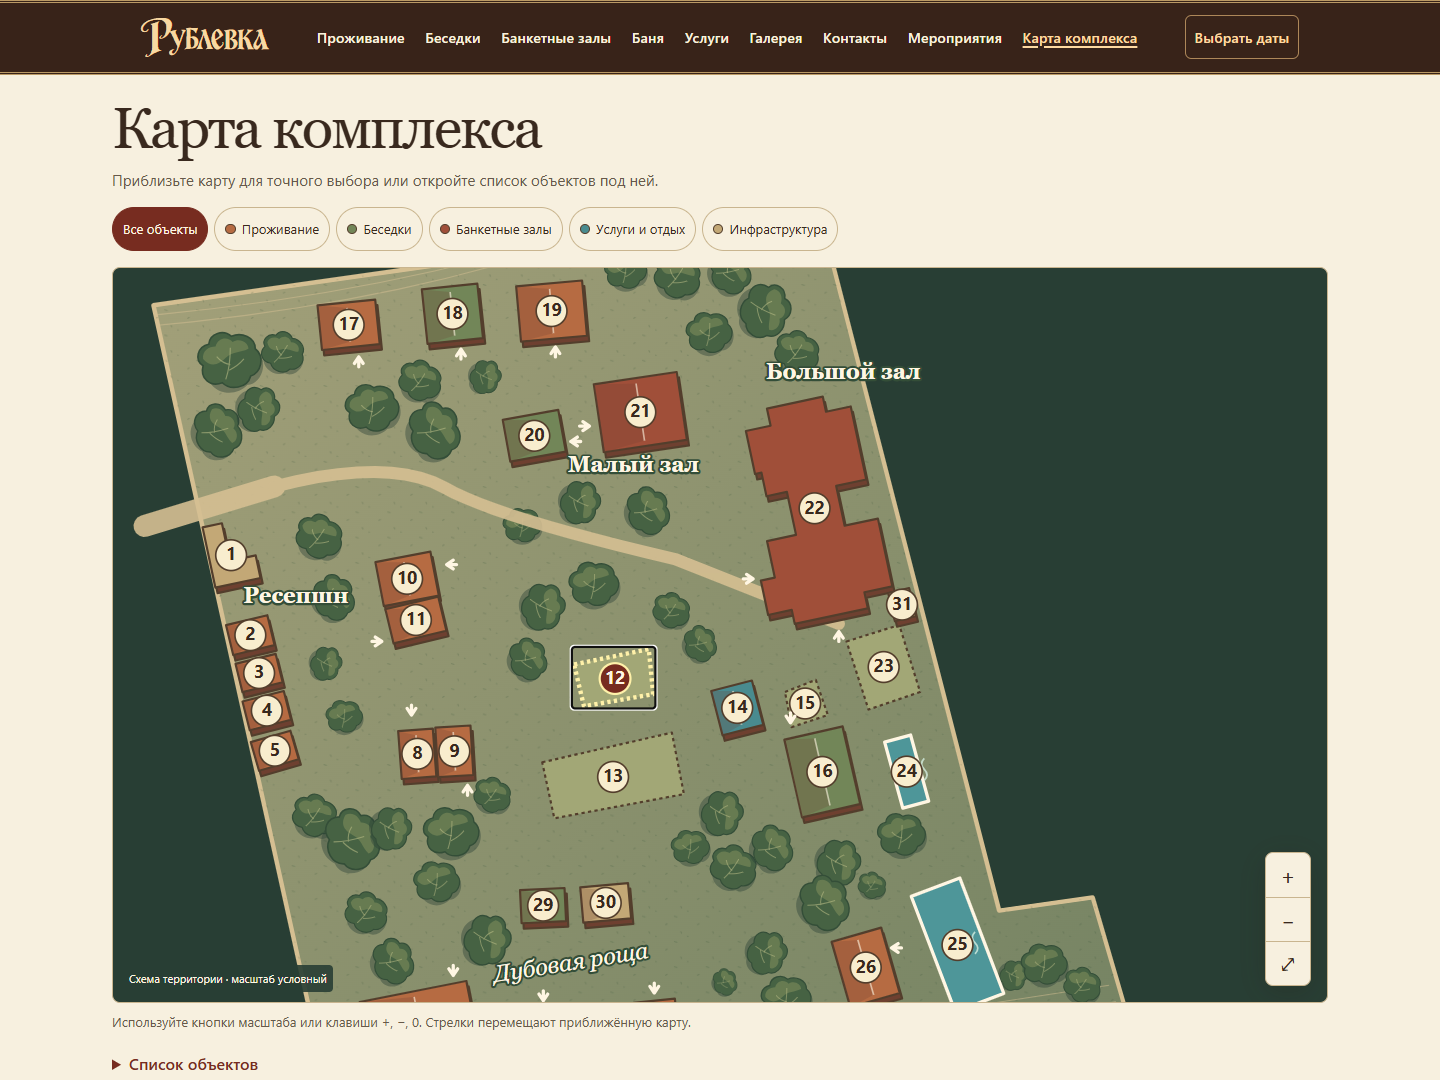 Рублевка
Проживание
Беседки
Банкетные залы
Баня
Услуги
Галерея
Контакты
Мероприятия
Карта комплекса
Выбрать даты
Карта комплекса
Приблизьте карту для точного выбора или откройте список объектов под ней.
Все объекты
Проживание
Беседки
Банкетные залы
Услуги и отдых
Инфраструктура
17
18
19
Большой зал
21
20
Малый зал
22
1
Ресепшн
10
11
31
2
3
4
5
12
23
14
15
8
9
13
16
24
29
30
Дубовая роща
25
26
+
−
Схема территории · масштаб условный
Используйте кнопки масштаба или клавиши +, −, 0. Стрелки перемещают приближённую карту.
Список объектов